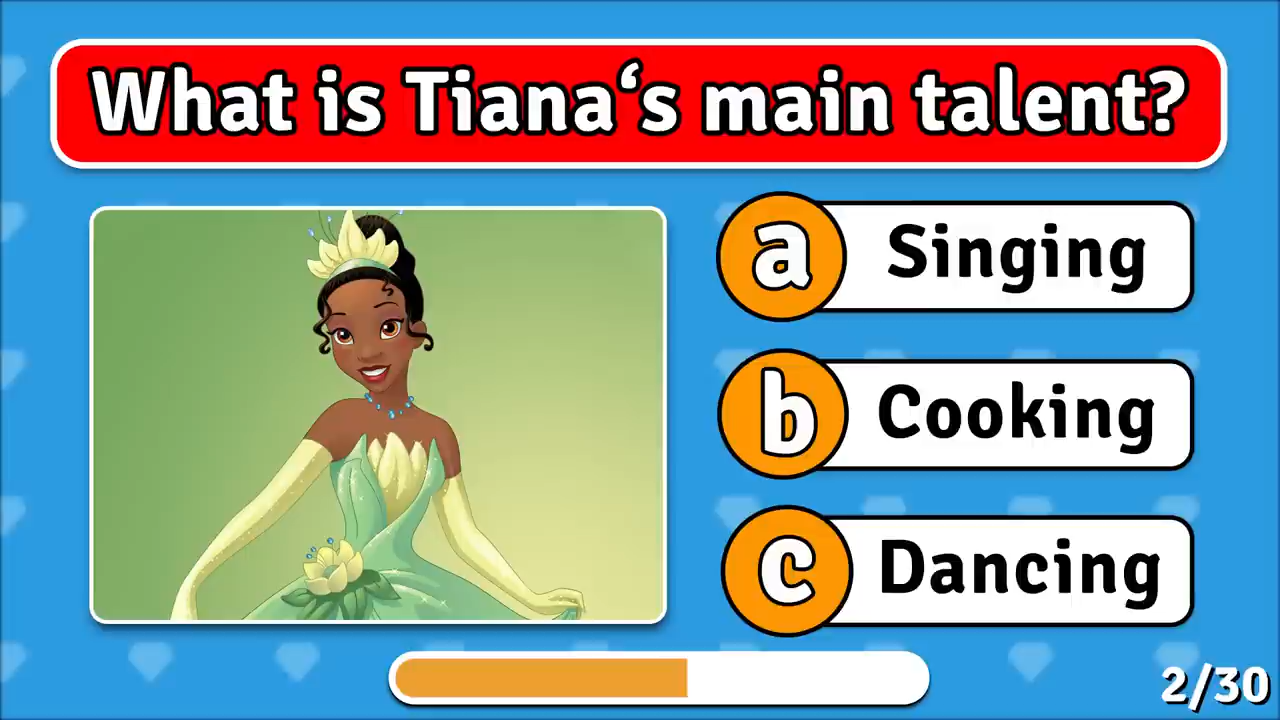 What is Tiana‘s main talent?
a Singing
b Cooking
c Dancing
2/30